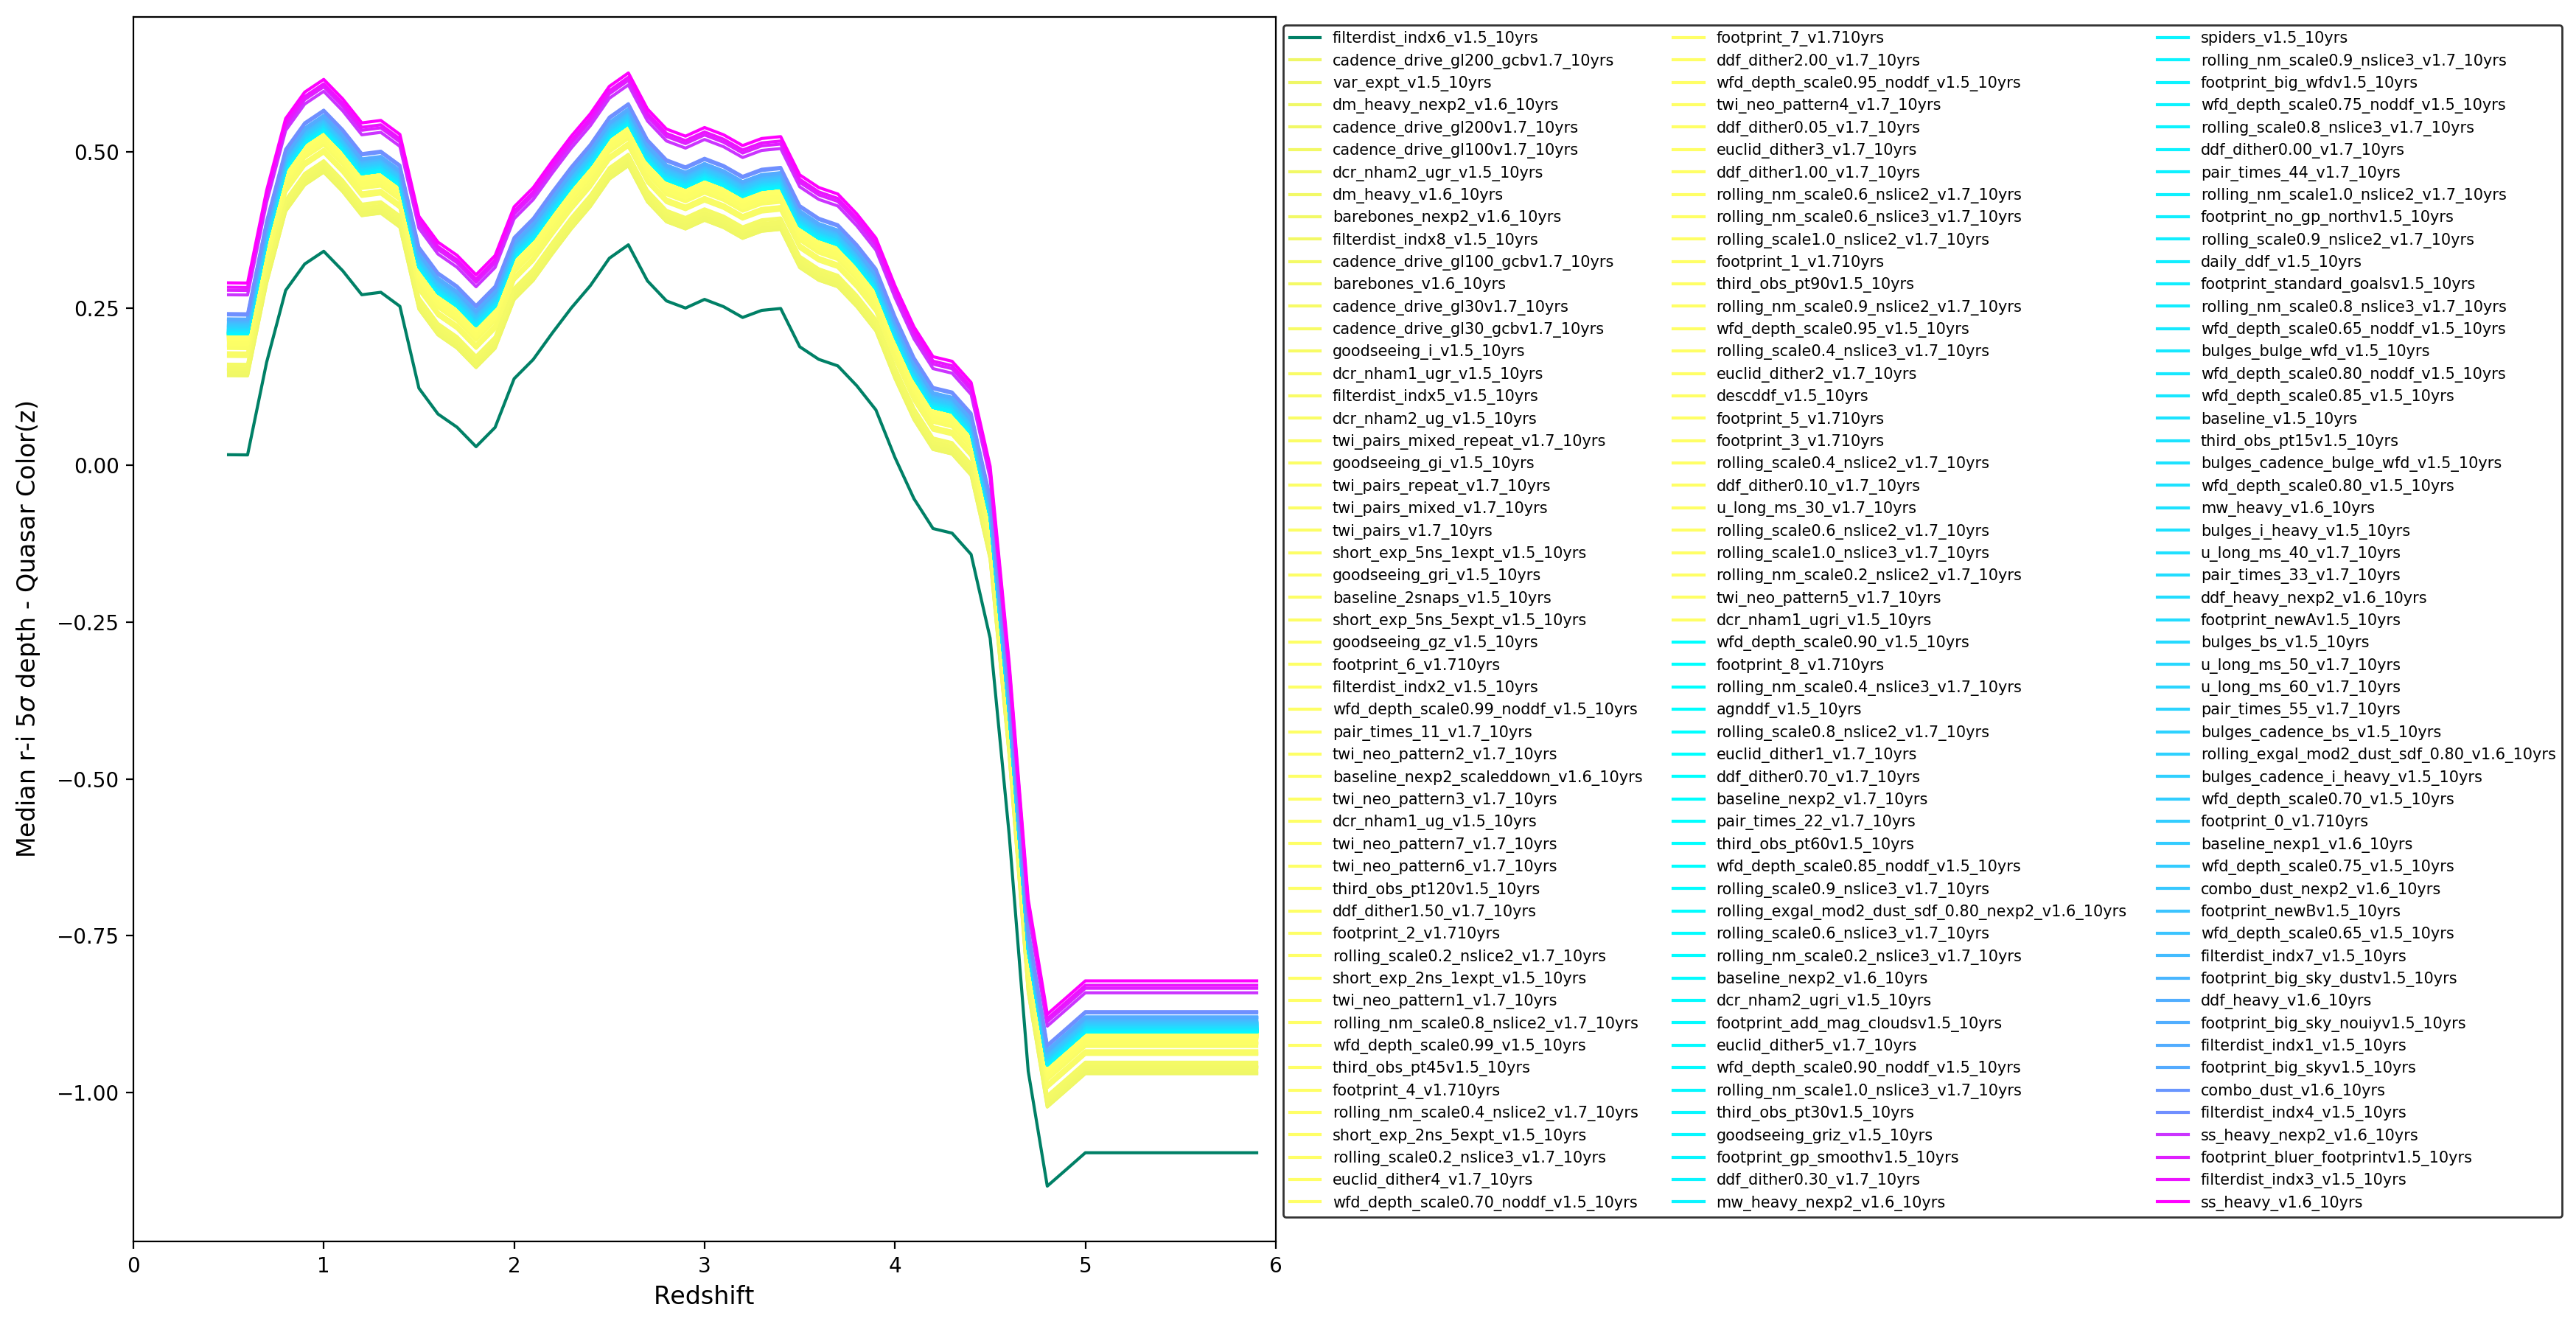 Median r-i 5σ depth - Quasar Color(z)
0.50
0.25
0.00
−0.25
−0.50
−0.75
−1.00
0
1
2
3
4
5
6
Redshift
filterdist_indx6_v1.5_10yrs
cadence_drive_gl200_gcbv1.7_10yrs
var_expt_v1.5_10yrs
dm_heavy_nexp2_v1.6_10yrs
cadence_drive_gl200v1.7_10yrs
cadence_drive_gl100v1.7_10yrs
dcr_nham2_ugr_v1.5_10yrs
dm_heavy_v1.6_10yrs
barebones_nexp2_v1.6_10yrs
filterdist_indx8_v1.5_10yrs
cadence_drive_gl100_gcbv1.7_10yrs
barebones_v1.6_10yrs
cadence_drive_gl30v1.7_10yrs
cadence_drive_gl30_gcbv1.7_10yrs
goodseeing_i_v1.5_10yrs
dcr_nham1_ugr_v1.5_10yrs
filterdist_indx5_v1.5_10yrs
dcr_nham2_ug_v1.5_10yrs
twi_pairs_mixed_repeat_v1.7_10yrs
goodseeing_gi_v1.5_10yrs
twi_pairs_repeat_v1.7_10yrs
twi_pairs_mixed_v1.7_10yrs
twi_pairs_v1.7_10yrs
short_exp_5ns_1expt_v1.5_10yrs
goodseeing_gri_v1.5_10yrs
baseline_2snaps_v1.5_10yrs
short_exp_5ns_5expt_v1.5_10yrs
goodseeing_gz_v1.5_10yrs
footprint_6_v1.710yrs
filterdist_indx2_v1.5_10yrs
wfd_depth_scale0.99_noddf_v1.5_10yrs
pair_times_11_v1.7_10yrs
twi_neo_pattern2_v1.7_10yrs
baseline_nexp2_scaleddown_v1.6_10yrs
twi_neo_pattern3_v1.7_10yrs
dcr_nham1_ug_v1.5_10yrs
twi_neo_pattern7_v1.7_10yrs
twi_neo_pattern6_v1.7_10yrs
third_obs_pt120v1.5_10yrs
ddf_dither1.50_v1.7_10yrs
footprint_2_v1.710yrs
rolling_scale0.2_nslice2_v1.7_10yrs
short_exp_2ns_1expt_v1.5_10yrs
twi_neo_pattern1_v1.7_10yrs
rolling_nm_scale0.8_nslice2_v1.7_10yrs
wfd_depth_scale0.99_v1.5_10yrs
third_obs_pt45v1.5_10yrs
footprint_4_v1.710yrs
rolling_nm_scale0.4_nslice2_v1.7_10yrs
short_exp_2ns_5expt_v1.5_10yrs
rolling_scale0.2_nslice3_v1.7_10yrs
euclid_dither4_v1.7_10yrs
wfd_depth_scale0.70_noddf_v1.5_10yrs
footprint_7_v1.710yrs
ddf_dither2.00_v1.7_10yrs
wfd_depth_scale0.95_noddf_v1.5_10yrs
twi_neo_pattern4_v1.7_10yrs
ddf_dither0.05_v1.7_10yrs
euclid_dither3_v1.7_10yrs
ddf_dither1.00_v1.7_10yrs
rolling_nm_scale0.6_nslice2_v1.7_10yrs
rolling_nm_scale0.6_nslice3_v1.7_10yrs
rolling_scale1.0_nslice2_v1.7_10yrs
footprint_1_v1.710yrs
third_obs_pt90v1.5_10yrs
rolling_nm_scale0.9_nslice2_v1.7_10yrs
wfd_depth_scale0.95_v1.5_10yrs
rolling_scale0.4_nslice3_v1.7_10yrs
euclid_dither2_v1.7_10yrs
descddf_v1.5_10yrs
footprint_5_v1.710yrs
footprint_3_v1.710yrs
rolling_scale0.4_nslice2_v1.7_10yrs
ddf_dither0.10_v1.7_10yrs
u_long_ms_30_v1.7_10yrs
rolling_scale0.6_nslice2_v1.7_10yrs
rolling_scale1.0_nslice3_v1.7_10yrs
rolling_nm_scale0.2_nslice2_v1.7_10yrs
twi_neo_pattern5_v1.7_10yrs
dcr_nham1_ugri_v1.5_10yrs
wfd_depth_scale0.90_v1.5_10yrs
footprint_8_v1.710yrs
rolling_nm_scale0.4_nslice3_v1.7_10yrs
agnddf_v1.5_10yrs
rolling_scale0.8_nslice2_v1.7_10yrs
euclid_dither1_v1.7_10yrs
ddf_dither0.70_v1.7_10yrs
baseline_nexp2_v1.7_10yrs
pair_times_22_v1.7_10yrs
third_obs_pt60v1.5_10yrs
wfd_depth_scale0.85_noddf_v1.5_10yrs
rolling_scale0.9_nslice3_v1.7_10yrs
rolling_exgal_mod2_dust_sdf_0.80_nexp2_v1.6_10yrs
rolling_scale0.6_nslice3_v1.7_10yrs
rolling_nm_scale0.2_nslice3_v1.7_10yrs
baseline_nexp2_v1.6_10yrs
dcr_nham2_ugri_v1.5_10yrs
footprint_add_mag_cloudsv1.5_10yrs
euclid_dither5_v1.7_10yrs
wfd_depth_scale0.90_noddf_v1.5_10yrs
rolling_nm_scale1.0_nslice3_v1.7_10yrs
third_obs_pt30v1.5_10yrs
goodseeing_griz_v1.5_10yrs
footprint_gp_smoothv1.5_10yrs
ddf_dither0.30_v1.7_10yrs
mw_heavy_nexp2_v1.6_10yrs
spiders_v1.5_10yrs
rolling_nm_scale0.9_nslice3_v1.7_10yrs
footprint_big_wfdv1.5_10yrs
wfd_depth_scale0.75_noddf_v1.5_10yrs
rolling_scale0.8_nslice3_v1.7_10yrs
ddf_dither0.00_v1.7_10yrs
pair_times_44_v1.7_10yrs
rolling_nm_scale1.0_nslice2_v1.7_10yrs
footprint_no_gp_northv1.5_10yrs
rolling_scale0.9_nslice2_v1.7_10yrs
daily_ddf_v1.5_10yrs
footprint_standard_goalsv1.5_10yrs
rolling_nm_scale0.8_nslice3_v1.7_10yrs
wfd_depth_scale0.65_noddf_v1.5_10yrs
bulges_bulge_wfd_v1.5_10yrs
wfd_depth_scale0.80_noddf_v1.5_10yrs
wfd_depth_scale0.85_v1.5_10yrs
baseline_v1.5_10yrs
third_obs_pt15v1.5_10yrs
bulges_cadence_bulge_wfd_v1.5_10yrs
wfd_depth_scale0.80_v1.5_10yrs
mw_heavy_v1.6_10yrs
bulges_i_heavy_v1.5_10yrs
u_long_ms_40_v1.7_10yrs
pair_times_33_v1.7_10yrs
ddf_heavy_nexp2_v1.6_10yrs
footprint_newAv1.5_10yrs
bulges_bs_v1.5_10yrs
u_long_ms_50_v1.7_10yrs
u_long_ms_60_v1.7_10yrs
pair_times_55_v1.7_10yrs
bulges_cadence_bs_v1.5_10yrs
rolling_exgal_mod2_dust_sdf_0.80_v1.6_10yrs
bulges_cadence_i_heavy_v1.5_10yrs
wfd_depth_scale0.70_v1.5_10yrs
footprint_0_v1.710yrs
baseline_nexp1_v1.6_10yrs
wfd_depth_scale0.75_v1.5_10yrs
combo_dust_nexp2_v1.6_10yrs
footprint_newBv1.5_10yrs
wfd_depth_scale0.65_v1.5_10yrs
filterdist_indx7_v1.5_10yrs
footprint_big_sky_dustv1.5_10yrs
ddf_heavy_v1.6_10yrs
footprint_big_sky_nouiyv1.5_10yrs
filterdist_indx1_v1.5_10yrs
footprint_big_skyv1.5_10yrs
combo_dust_v1.6_10yrs
filterdist_indx4_v1.5_10yrs
ss_heavy_nexp2_v1.6_10yrs
footprint_bluer_footprintv1.5_10yrs
filterdist_indx3_v1.5_10yrs
ss_heavy_v1.6_10yrs